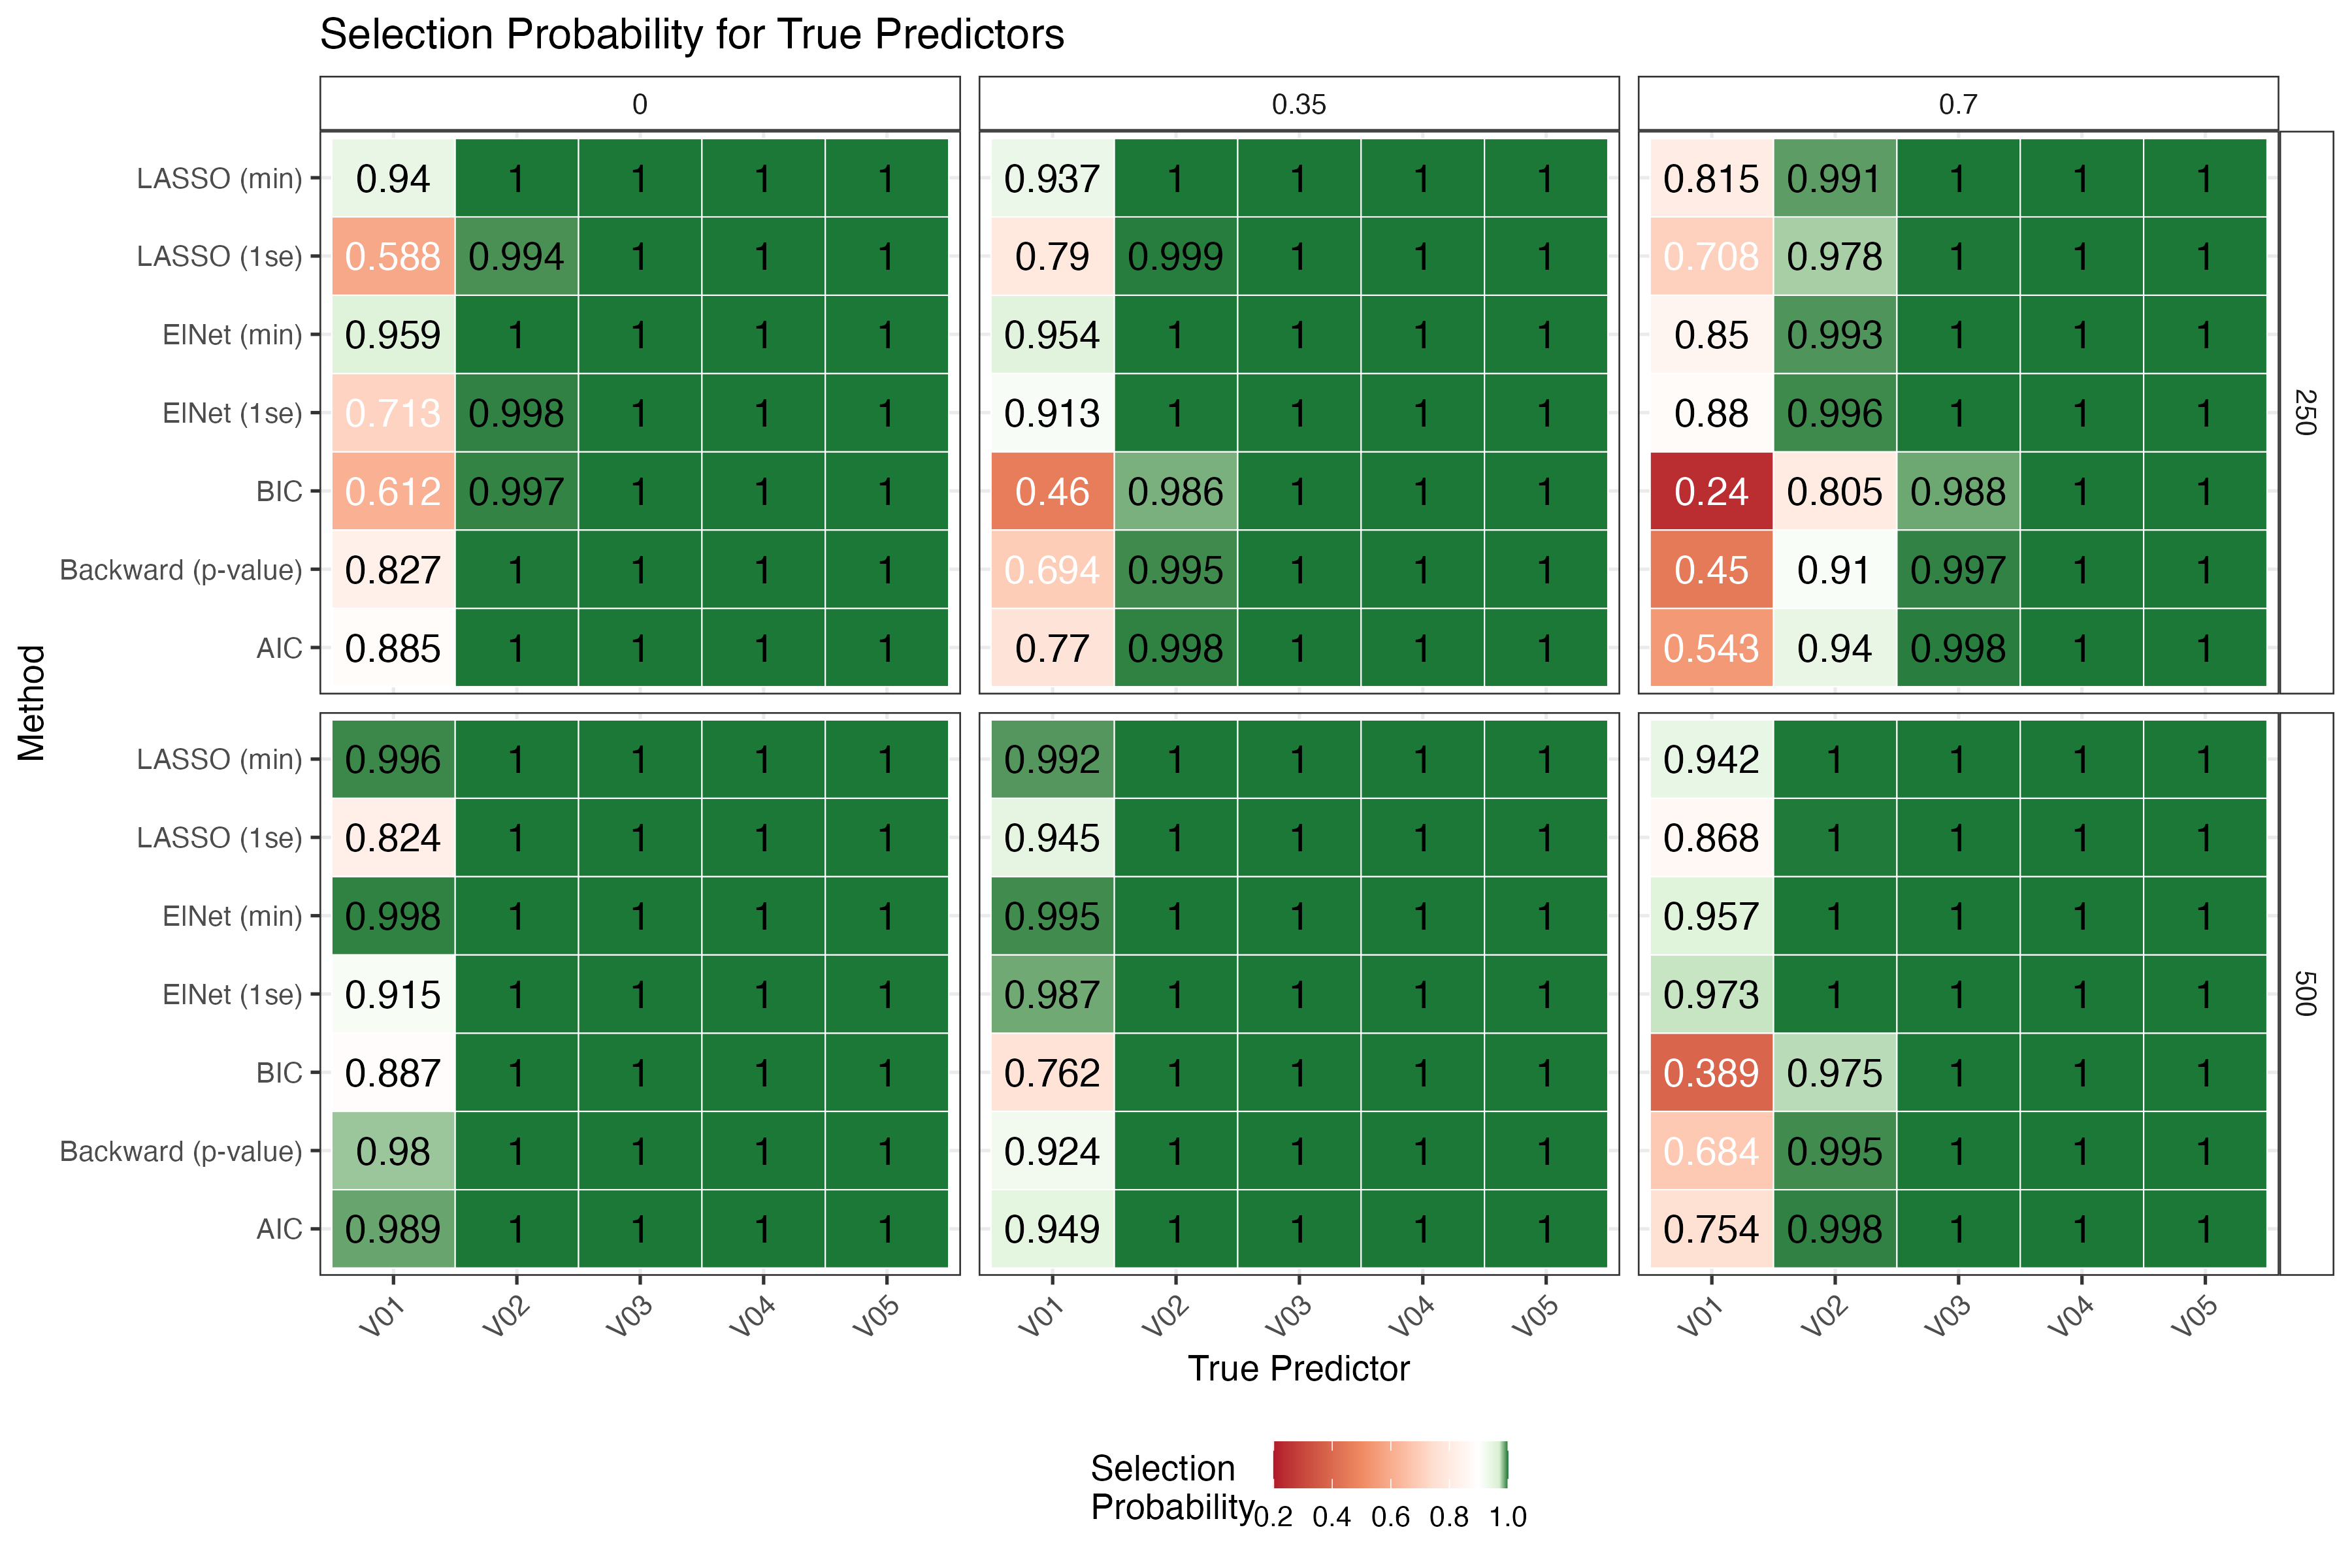 Selection Probability for True Predictors
0 0.35 0.7
LASSO (min) 0.94 1 1 1 1 0.937 1 1 1 1 0.815 0.991 1 1 1
LASSO (1se) 0.588 0.994 1 1 1 0.79 0.999 1 1 1 0.708 0.978 1 1 1
ElNet (min) 0.959 1 1 1 1 0.954 1 1 1 1 0.85 0.993 1 1 1
ElNet (1se) 0.713 0.998 1 1 1 0.913 1 1 1 1 0.88 0.996 1 1 1
BIC 0.612 0.997 1 1 1 0.46 0.986 1 1 1 0.24 0.805 0.988 1 1
Backward (p-value) 0.827 1 1 1 1 0.694 0.995 1 1 1 0.45 0.91 0.997 1 1
AIC 0.885 1 1 1 1 0.77 0.998 1 1 1 0.543 0.94 0.998 1 1
250
LASSO (min) 0.996 1 1 1 1 0.992 1 1 1 1 0.942 1 1 1 1
LASSO (1se) 0.824 1 1 1 1 0.945 1 1 1 1 0.868 1 1 1 1
ElNet (min) 0.998 1 1 1 1 0.995 1 1 1 1 0.957 1 1 1 1
ElNet (1se) 0.915 1 1 1 1 0.987 1 1 1 1 0.973 1 1 1 1
BIC 0.887 1 1 1 1 0.762 1 1 1 1 0.389 0.975 1 1 1
Backward (p-value) 0.98 1 1 1 1 0.924 1 1 1 1 0.684 0.995 1 1 1
AIC 0.989 1 1 1 1 0.949 1 1 1 1 0.754 0.998 1 1 1
500
Method
V01 V02 V03 V04 V05 V01 V02 V03 V04 V05 V01 V02 V03 V04 V05
True Predictor
Selection
Probability
0.2 0.4 0.6 0.8 1.0